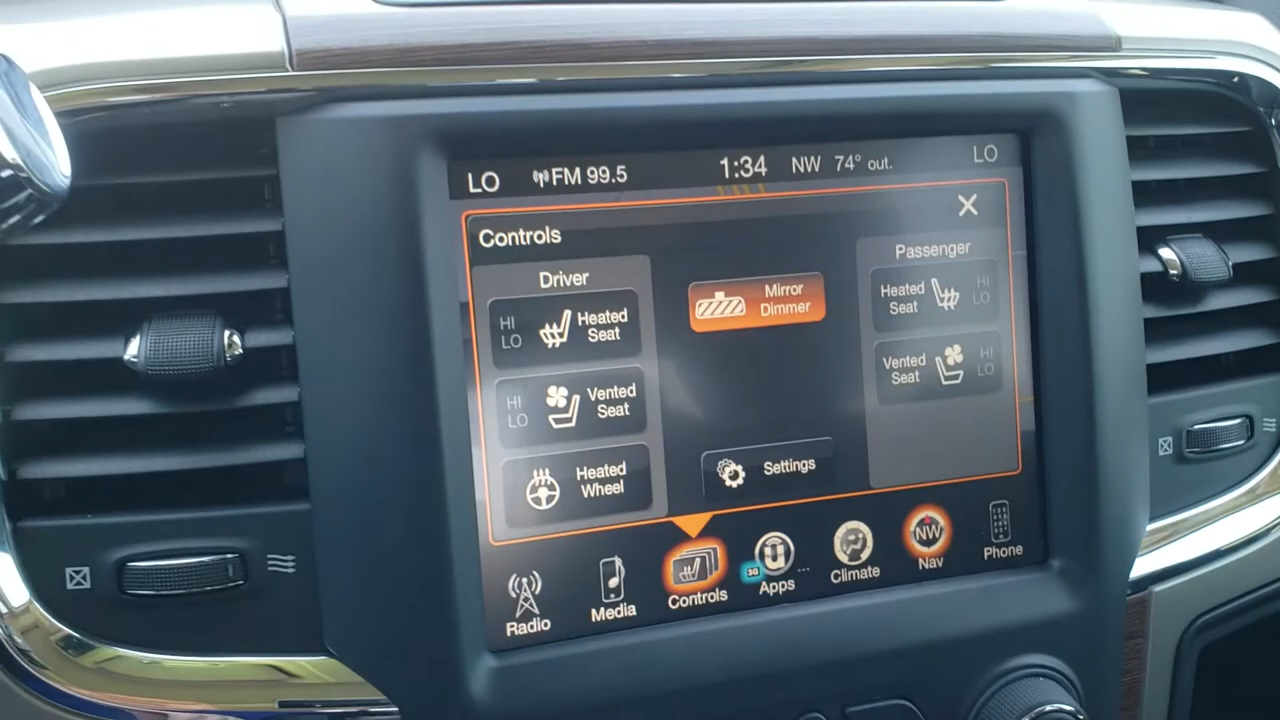 LO FM 99.5 1:34 NW 74° out. LO
Controls
X
Driver
HI
LO
Heated
Seat
HI
LO
Vented
Seat
Heated
Wheel
Mirror
Dimmer
Settings
Passenger
Heated
Seat
HI
LO
Vented
Seat
HI
LO
Radio
Media
Controls
3G
Apps
Climate
NW
Nav
Phone